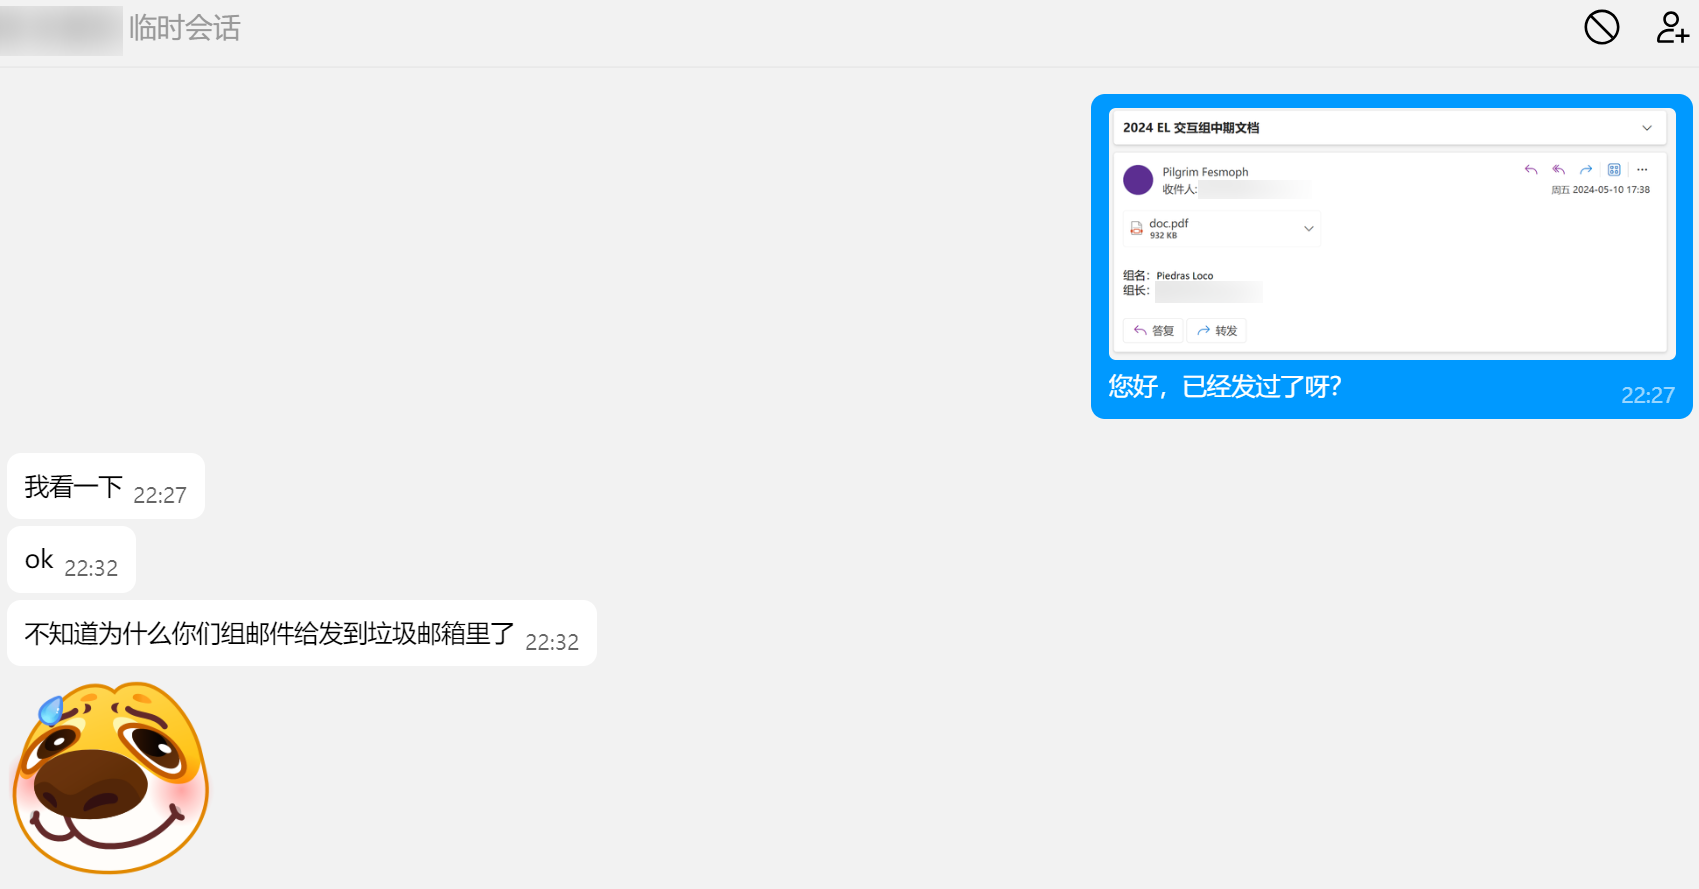 临时会话
2024 EL 交互组中期文档
Pilgrim Fesmoph
收件人:
周五 2024-05-10 17:38
doc.pdf
932 KB
组名：Piedras Loco
组长：
答复
转发
您好，已经发过了呀？
22:27
我看一下 22:27
ok 22:32
不知道为什么你们组邮件给发到垃圾邮箱里了 22:32